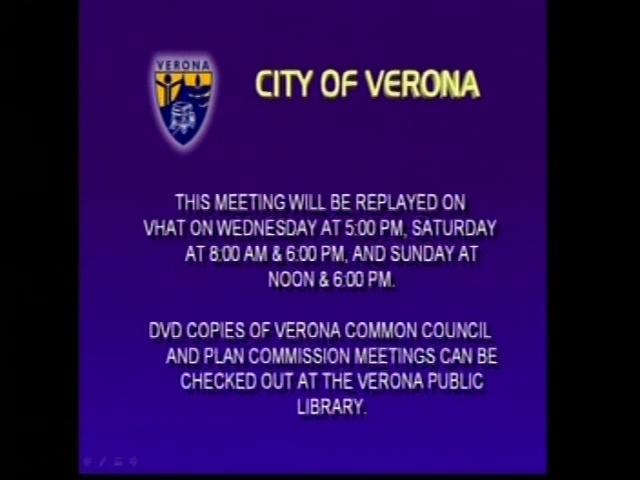 VERONA
CITY OF VERONA
THIS MEETING WILL BE REPLAYED ON
VHAT ON WEDNESDAY AT 5:00 PM, SATURDAY
AT 8:00 AM & 6:00 PM, AND SUNDAY AT
NOON & 6:00 PM.
DVD COPIES OF VERONA COMMON COUNCIL
AND PLAN COMMISSION MEETINGS CAN BE
CHECKED OUT AT THE VERONA PUBLIC
LIBRARY.